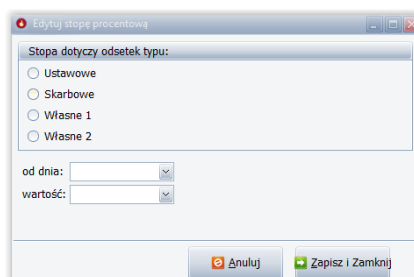 Edytuj stopę procentową
Stopa dotyczy odsetek typu:
Ustawowe
Skarbowe
Własne 1
Własne 2
od dnia:
wartość:
Anuluj Zapisz i Zamknij